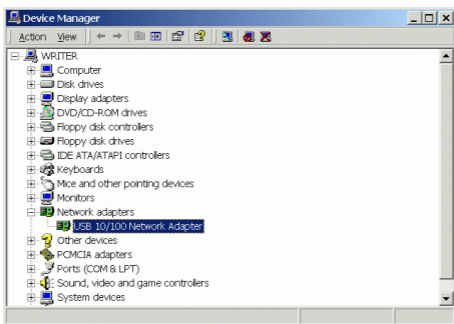 Device Manager
Action View
WRITER
Computer
Disk drives
Display adapters
DVD/CD-ROM drives
Floppy disk controllers
Floppy disk drives
IDE ATA/ATAPI controllers
Keyboards
Mice and other pointing devices
Monitors
Network adapters
USB 10/100 Network Adapter
Other devices
PCMCIA adapters
Ports (COM & LPT)
Sound, video and game controllers
System devices